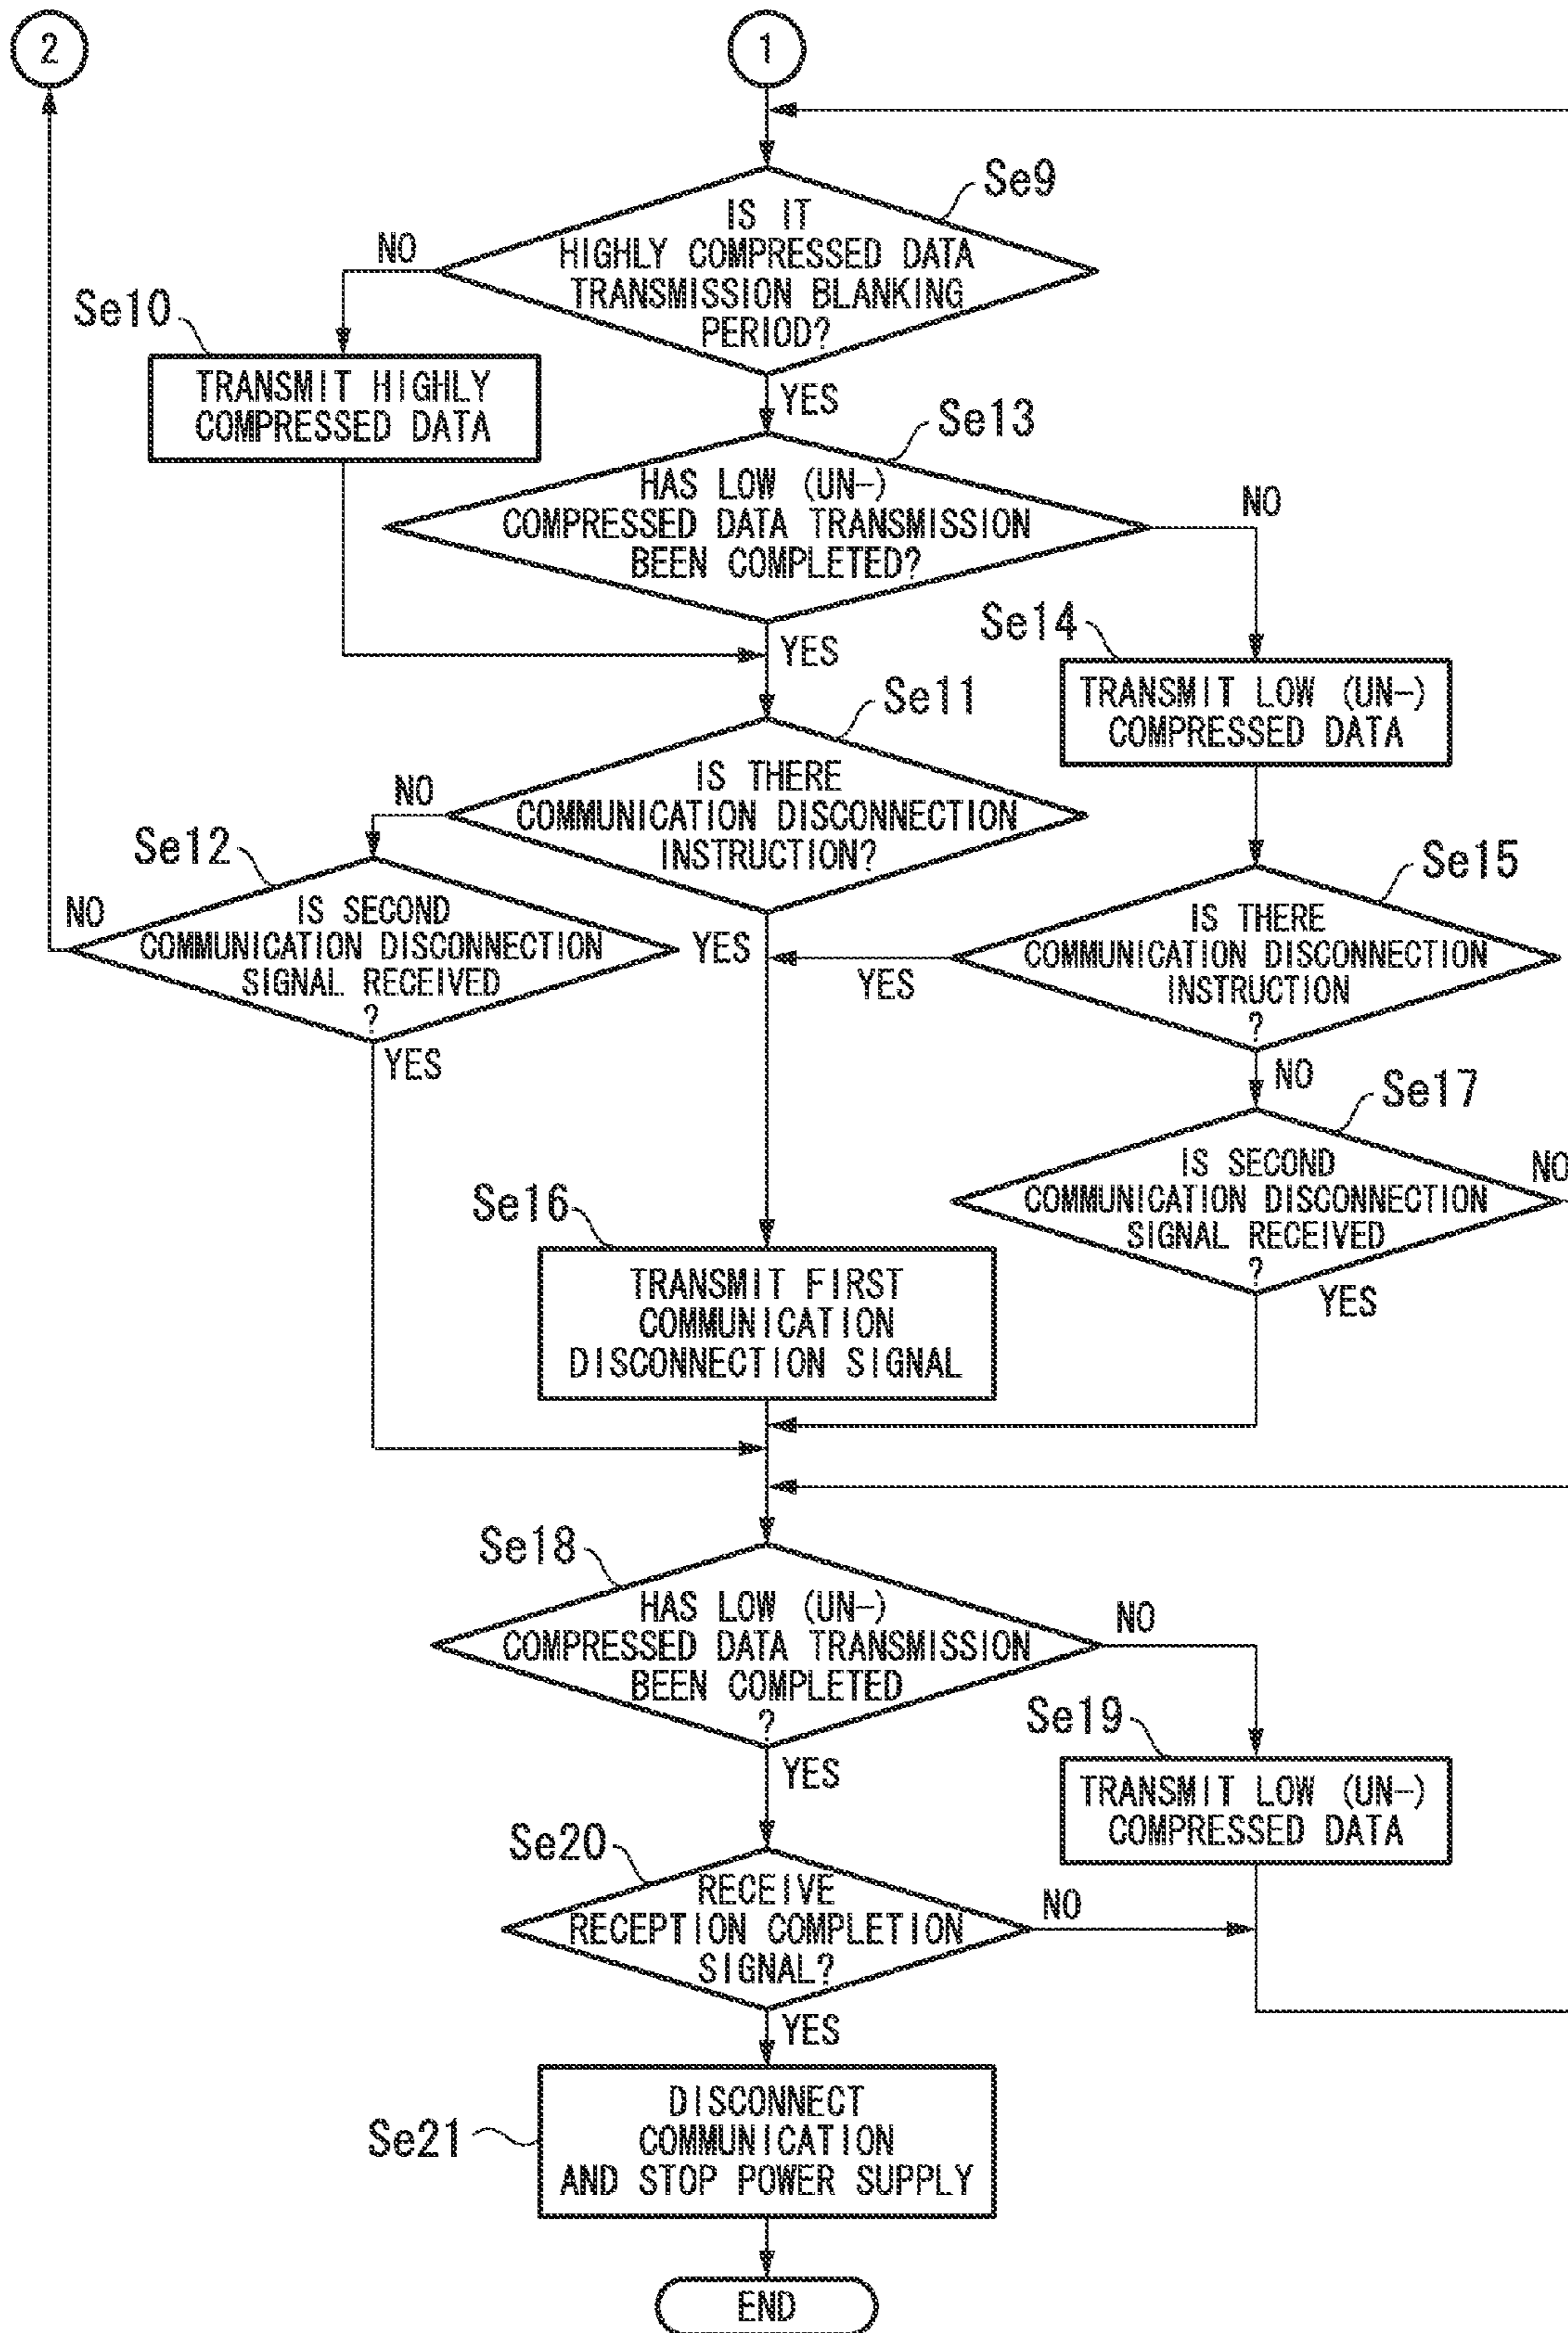 2
1
Se9
IS IT
HIGHLY COMPRESSED DATA
TRANSMISSION BLANKING
PERIOD?
NO
YES
Se10
TRANSMIT HIGHLY
COMPRESSED DATA
Se13
HAS LOW (UN-)
COMPRESSED DATA TRANSMISSION
BEEN COMPLETED?
NO
YES
Se14
TRANSMIT LOW (UN-)
COMPRESSED DATA
Se11
IS THERE
COMMUNICATION DISCONNECTION
INSTRUCTION?
NO
YES
Se12
IS SECOND
COMMUNICATION DISCONNECTION
SIGNAL RECEIVED
?
NO
YES
Se15
IS THERE
COMMUNICATION DISCONNECTION
INSTRUCTION
?
YES
NO
Se17
IS SECOND
COMMUNICATION DISCONNECTION
SIGNAL RECEIVED
?
NO
YES
Se16
TRANSMIT FIRST
COMMUNICATION
DISCONNECTION SIGNAL
Se18
HAS LOW (UN-)
COMPRESSED DATA TRANSMISSION
BEEN COMPLETED
?
NO
YES
Se19
TRANSMIT LOW (UN-)
COMPRESSED DATA
Se20
RECEIVE
RECEPTION COMPLETION
SIGNAL?
NO
YES
Se21
DISCONNECT
COMMUNICATION
AND STOP POWER SUPPLY
END